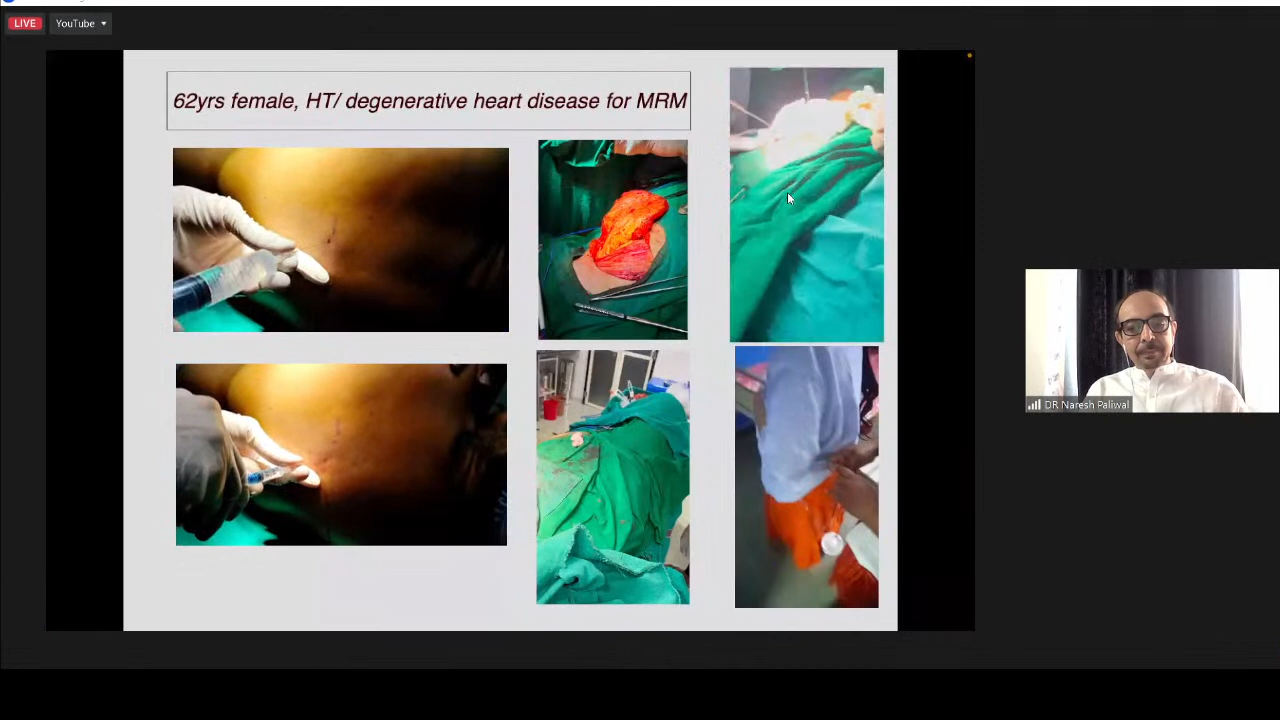 LIVE
YouTube
62yrs female, HT/ degenerative heart disease for MRM
DR Naresh Paliwal